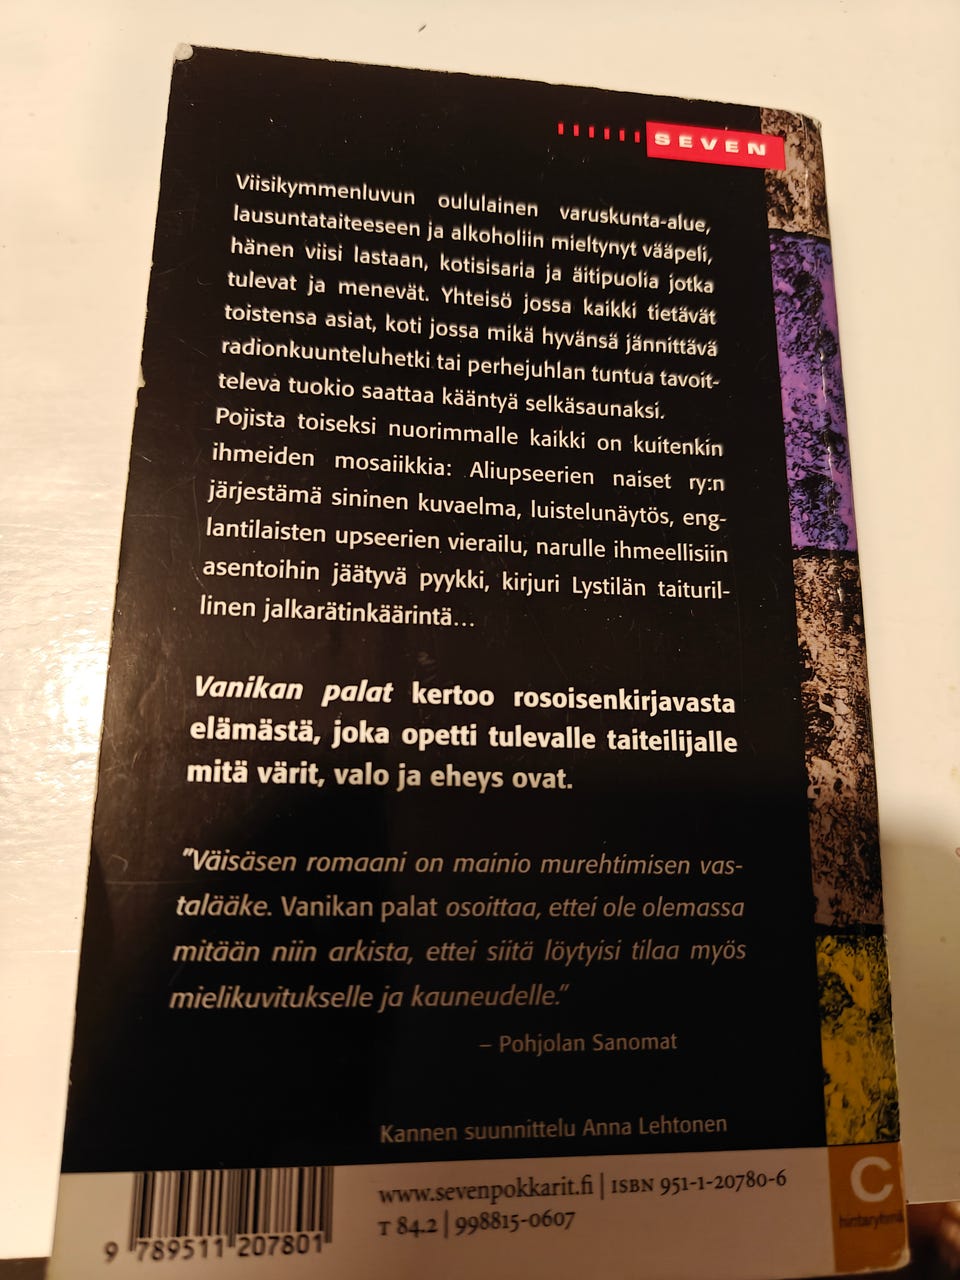 SEVEN
Viisikymmenluvun oululainen varuskunta-alue,
lausuntataiteeseen ja alkoholiin mieltynyt vääpeli,
hänen viisi lastaan, kotisisaria ja äitipuolia jotka
tulevat ja menevät. Yhteisö jossa kaikki tietävät
toistensa asiat, koti jossa mikä hyvänsä jännittävä
radionkuunteluhetki tai perhejuhlan tuntua tavoit-
televa tuokio saattaa kääntyä selkäsaunaksi.
Pojista toiseksi nuorimmalle kaikki on kuitenkin
ihmeiden mosaiikkia: Aliupseerien naiset ry:n
järjestämä sininen kuvaelma, luistelunäytös, eng-
lantilaisten upseerien vierailu, narulle ihmeellisiin
asentoihin jäätyvä pyykki, kirjuri Lystilän taituril-
linen jalkarätinkäärintä...
Vanikan palat kertoo rosoisenkirjavasta
elämästä, joka opetti tulevalle taiteilijalle
mitä värit, valo ja eheys ovat.
"Väisäsen romaani on mainio murehtimisen vas-
talääke. Vanikan palat osoittaa, ettei ole olemassa
mitään niin arkista, ettei siitä löytyisi tilaa myös
mielikuvitukselle ja kauneudelle."
– Pohjolan Sanomat
Kannen suunnittelu Anna Lehtonen
www.sevenpokkarit.fi | ISBN 951-1-20780-6
T 84.2 | 998815-0607
9 789511 207801
C
hintaryhmä